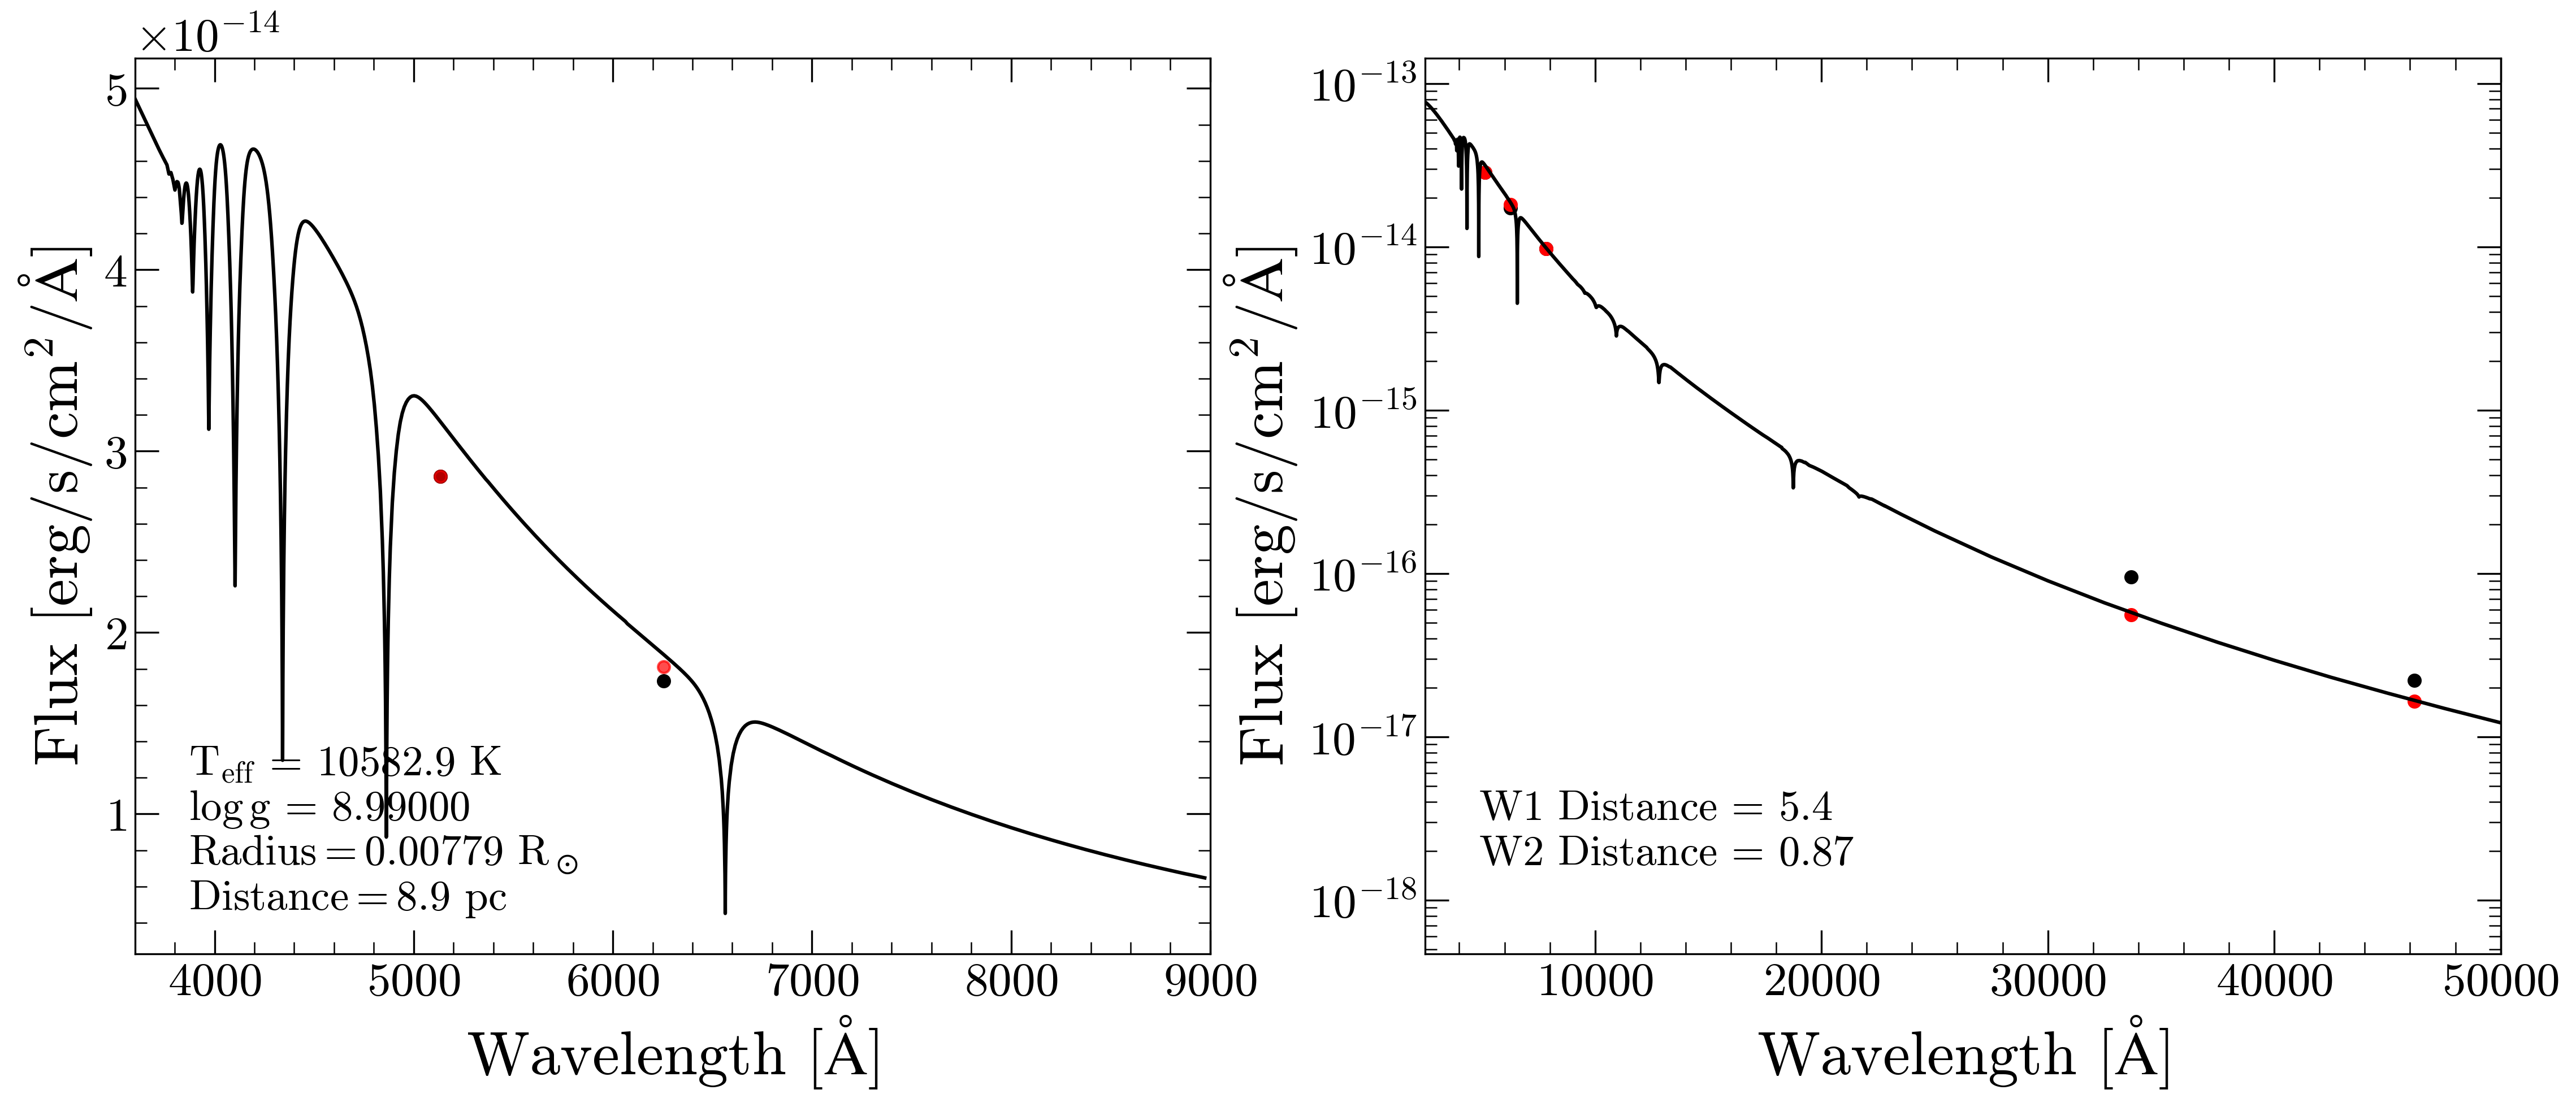 ×10⁻¹⁴
5
4
3
2
1
Flux [erg/s/cm²/Å]
T_eff = 10582.9 K
log g = 8.99000
Radius = 0.00779 R_⊙
Distance = 8.9 pc
4000 5000 6000 7000 8000 9000
Wavelength [Å]
10⁻¹³
10⁻¹⁴
10⁻¹⁵
10⁻¹⁶
10⁻¹⁷
10⁻¹⁸
Flux [erg/s/cm²/Å]
W1 Distance = 5.4
W2 Distance = 0.87
10000 20000 30000 40000 50000
Wavelength [Å]